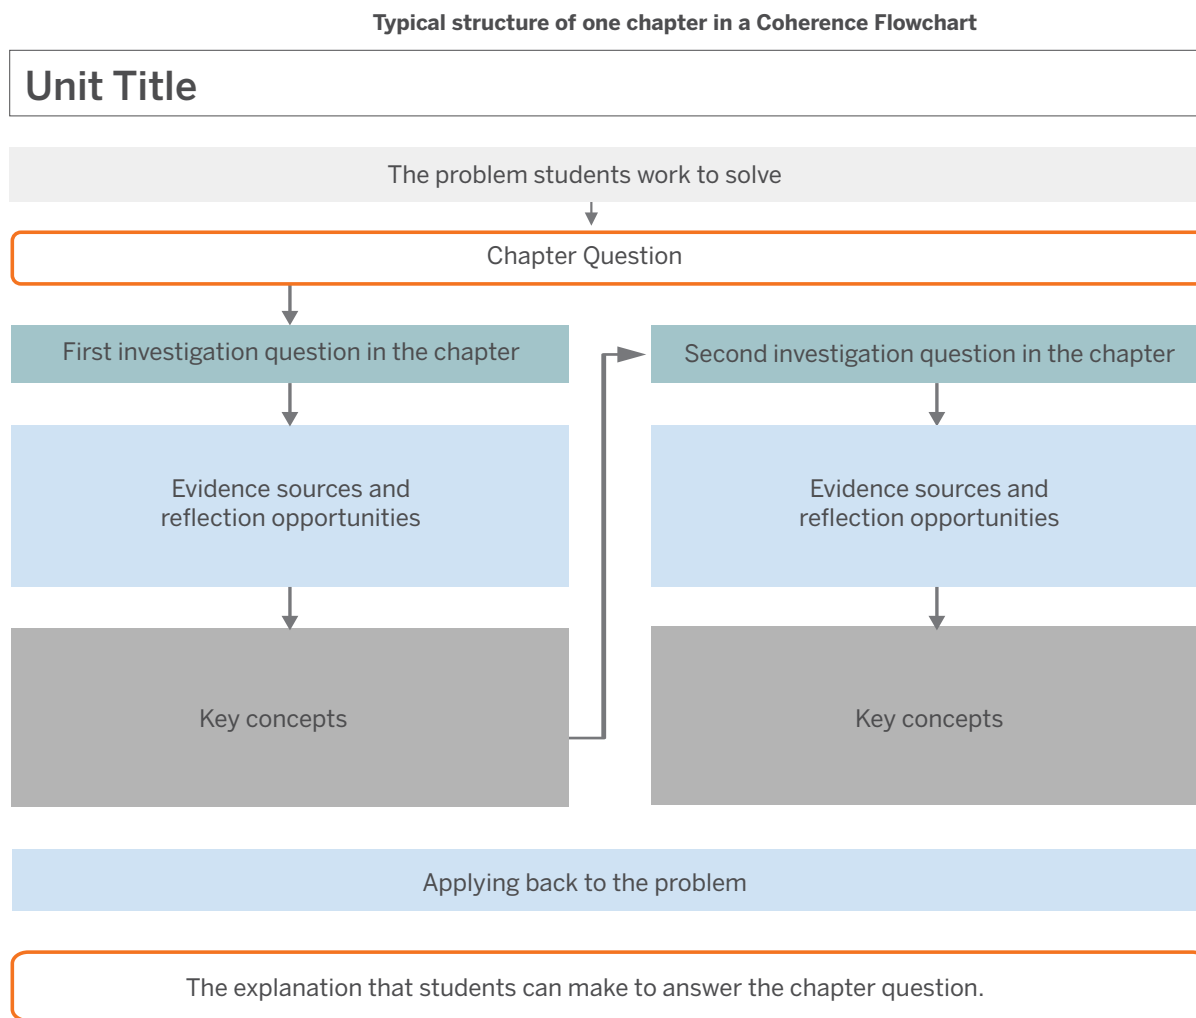 Typical structure of one chapter in a Coherence Flowchart
Unit Title
The problem students work to solve
Chapter Question
First investigation question in the chapter
Second investigation question in the chapter
Evidence sources and
reflection opportunities
Evidence sources and
reflection opportunities
Key concepts
Key concepts
Applying back to the problem
The explanation that students can make to answer the chapter question.